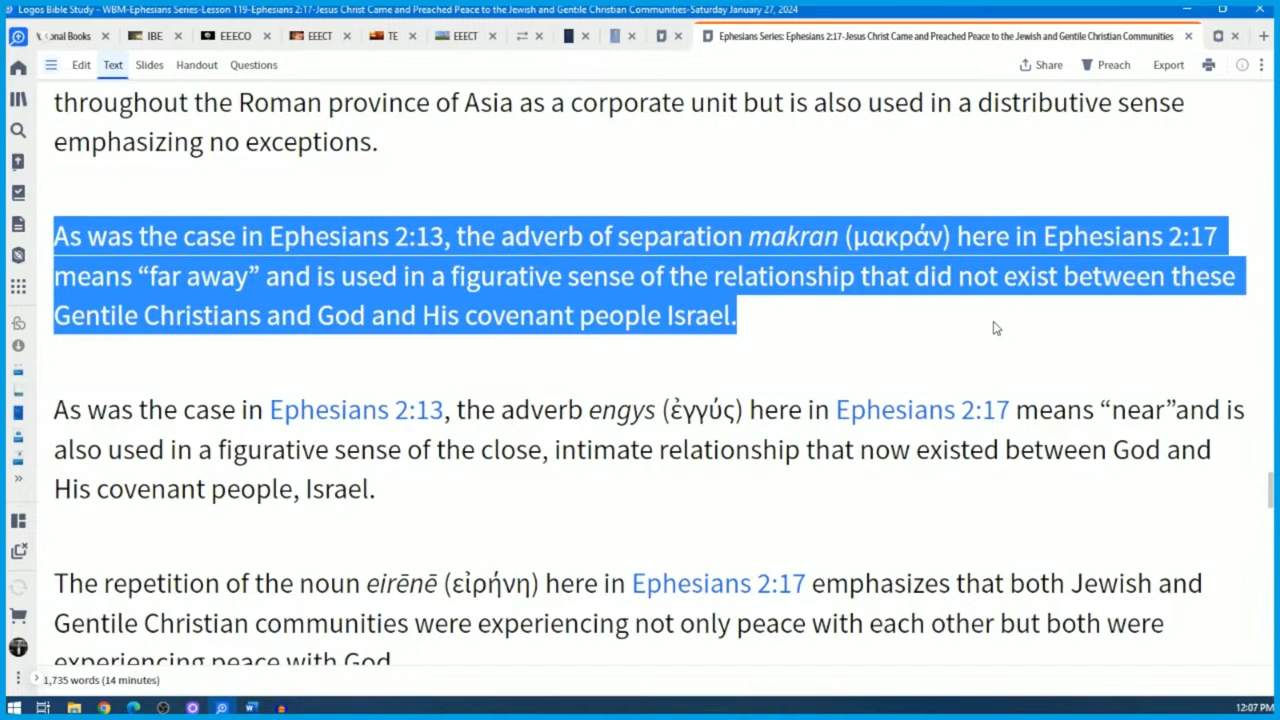 Logos Bible Study - WBM-Ephesians Series-Lesson 119-Ephesians 2:17-Jesus Christ Came and Preached Peace to the Jewish and Gentile Christian Communities-Saturday January 27, 2024
onal Books IBE EEECO EEECT TE EEECT Ephesians Series: Ephesians 2:17-Jesus Christ Came and Preached Peace to the Jewish and Gentile Christian Communities
Edit Text Slides Handout Questions Share Preach Export
throughout the Roman province of Asia as a corporate unit but is also used in a distributive sense
emphasizing no exceptions.
As was the case in Ephesians 2:13, the adverb of separation makran (μακράν) here in Ephesians 2:17
means “far away” and is used in a figurative sense of the relationship that did not exist between these
Gentile Christians and God and His covenant people Israel.
As was the case in Ephesians 2:13, the adverb engys (ἐγγύς) here in Ephesians 2:17 means “near”and is
also used in a figurative sense of the close, intimate relationship that now existed between God and
His covenant people, Israel.
The repetition of the noun eirēnē (εἰρήνη) here in Ephesians 2:17 emphasizes that both Jewish and
Gentile Christian communities were experiencing not only peace with each other but both were
experiencing peace with God
1,735 words (14 minutes)
12:07 PM